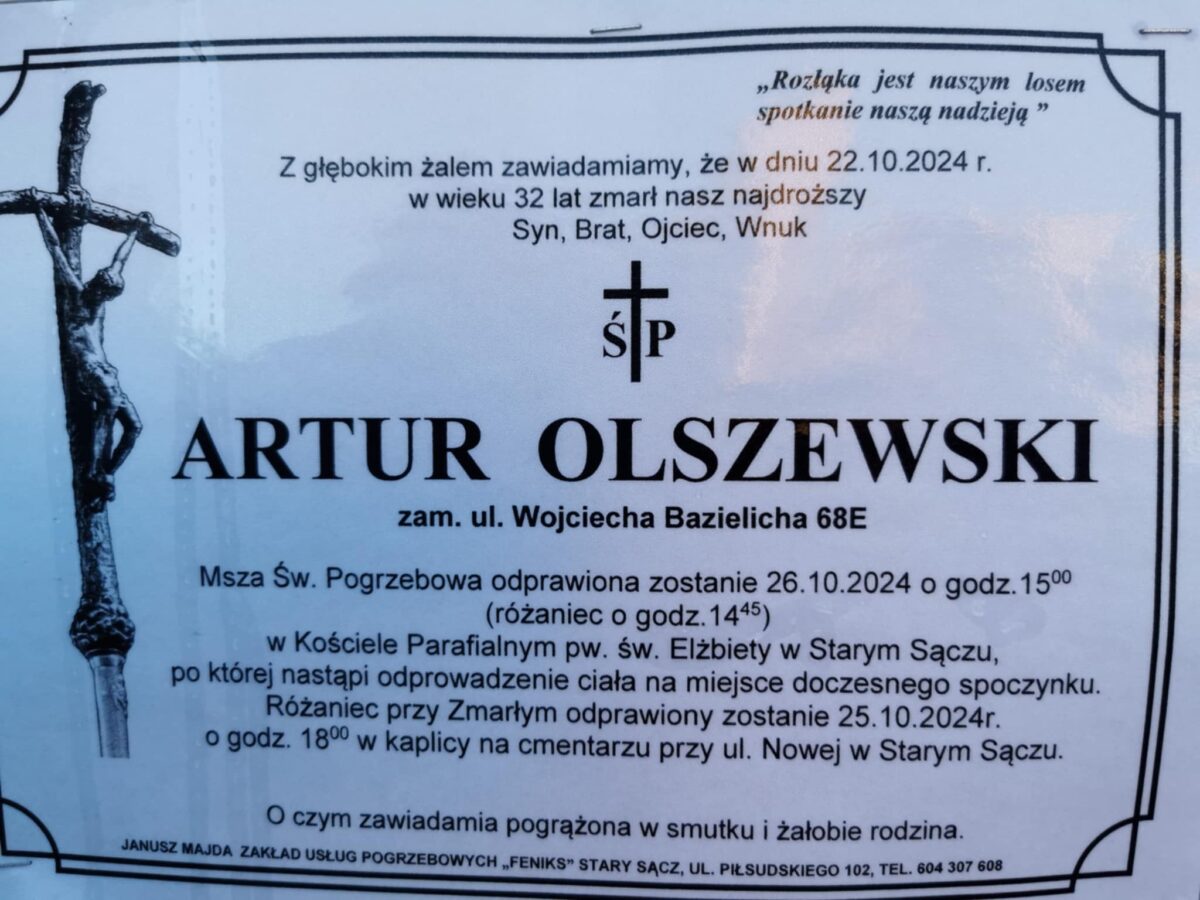 „Rozłąka jest naszym losem
spotkanie naszą nadzieją ”
Z głębokim żalem zawiadamiamy, że w dniu 22.10.2024 r.
w wieku 32 lat zmarł nasz najdroższy
Syn, Brat, Ojciec, Wnuk
Ś P
ARTUR OLSZEWSKI
zam. ul. Wojciecha Bazielicha 68E
Msza Św. Pogrzebowa odprawiona zostanie 26.10.2024 o godz.15⁰⁰
(różaniec o godz.14⁴⁵)
w Kościele Parafialnym pw. św. Elżbiety w Starym Sączu,
po której nastąpi odprowadzenie ciała na miejsce doczesnego spoczynku.
Różaniec przy Zmarłym odprawiony zostanie 25.10.2024r.
o godz. 18⁰⁰ w kaplicy na cmentarzu przy ul. Nowej w Starym Sączu.
O czym zawiadamia pogrążona w smutku i żałobie rodzina.
JANUSZ MAJDA ZAKŁAD USŁUG POGRZEBOWYCH „FENIKS” STARY SĄCZ, UL. PIŁSUDSKIEGO 102, TEL. 604 307 608